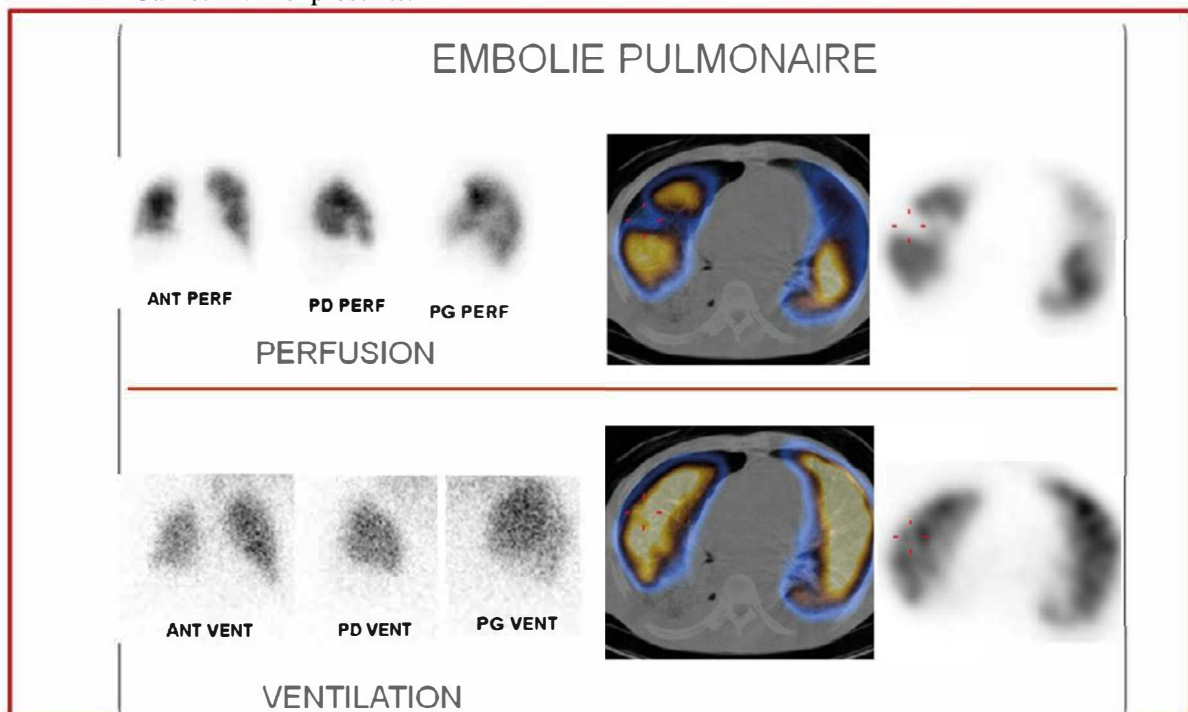 EMBOLIE PULMONAIRE
ANT PERF
PD PERF
PG PERF
PERFUSION
ANT VENT
PD VENT
PG VENT
VENTILATION